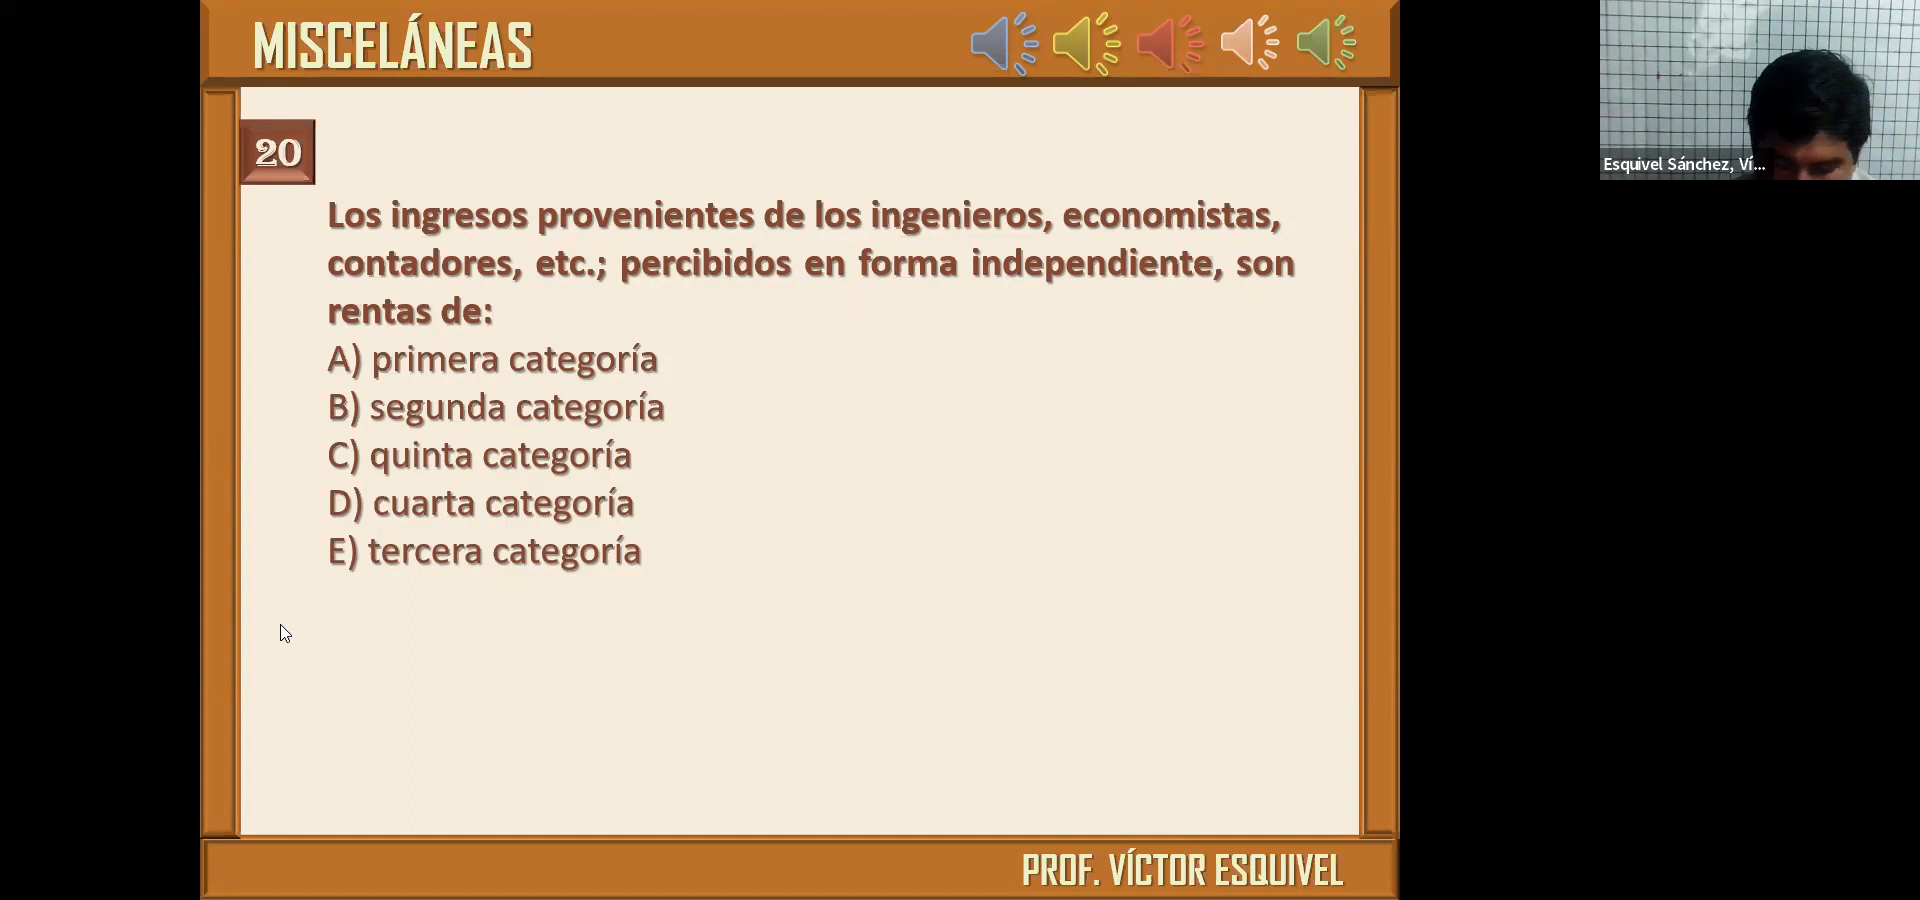 MISCELÁNEAS
20
Los ingresos provenientes de los ingenieros, economistas,
contadores, etc.; percibidos en forma independiente, son
rentas de:
A) primera categoría
B) segunda categoría
C) quinta categoría
D) cuarta categoría
E) tercera categoría
PROF. VÍCTOR ESQUIVEL
Esquivel Sánchez, Ví...